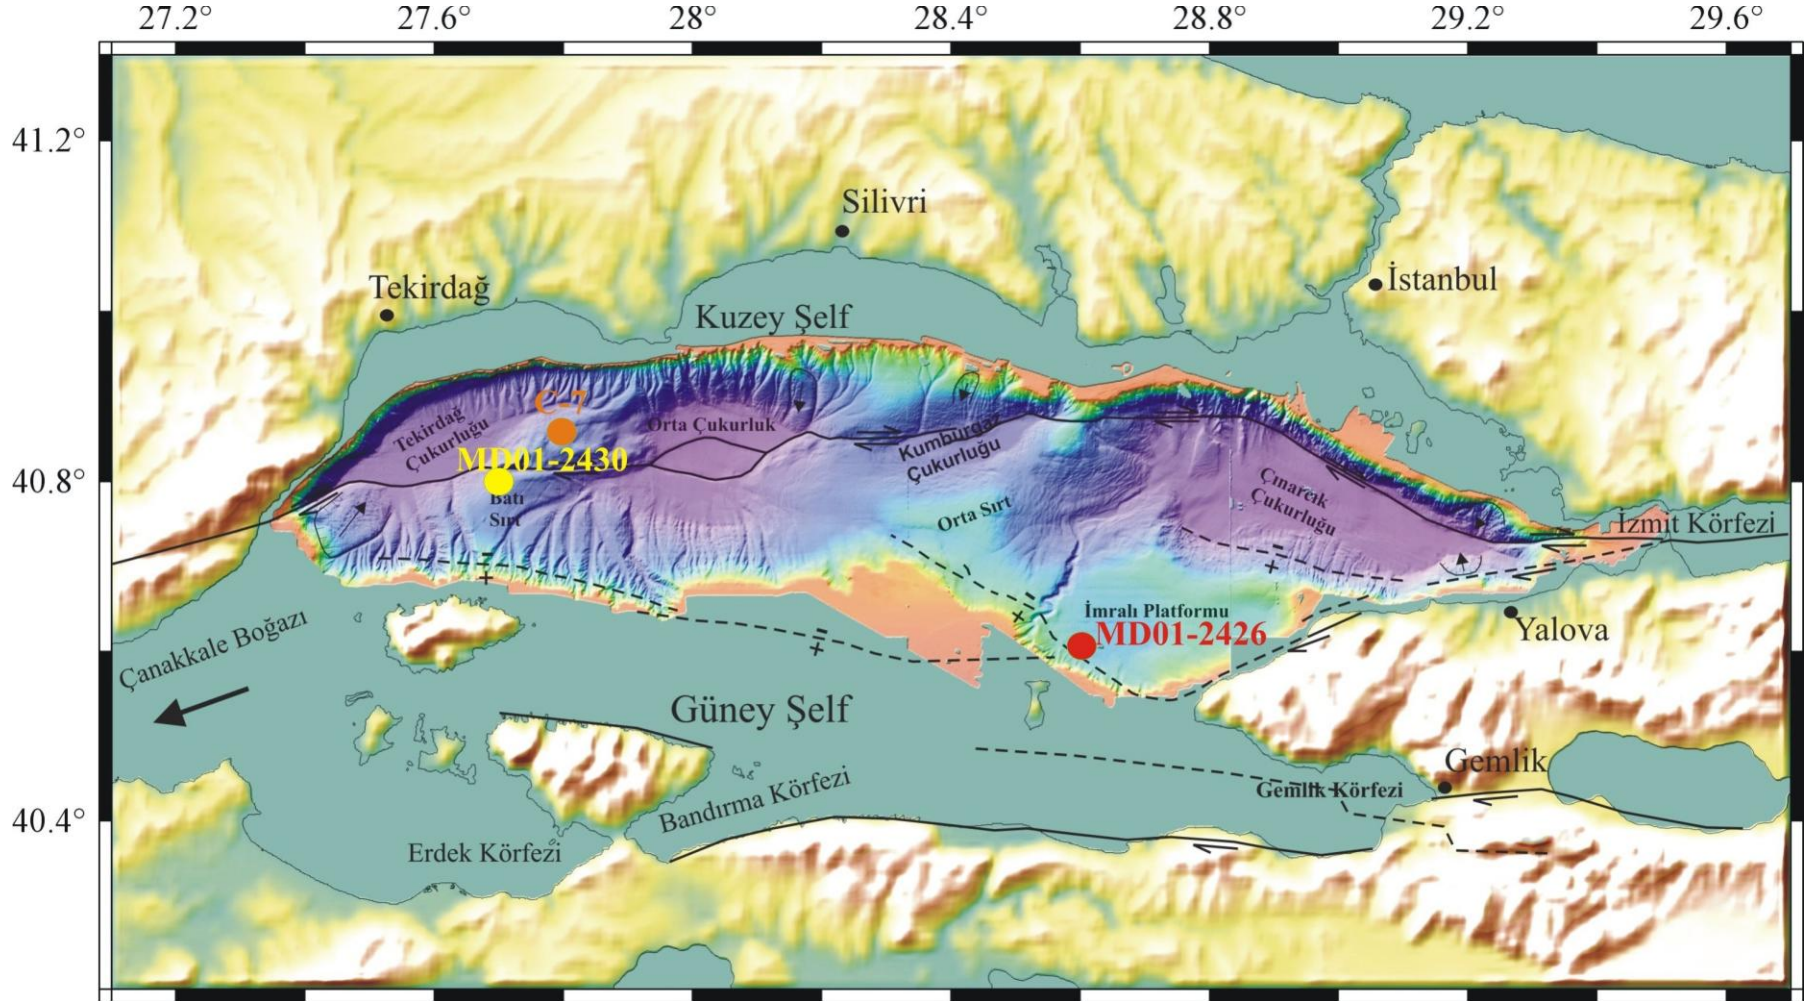 27.2°
27.6°
28°
28.4°
28.8°
29.2°
29.6°
41.2°
Silivri
Tekirdağ
İstanbul
Kuzey Şelf
C-7
Tekirdağ
Çukurluğu
Orta Çukurluk
Kumburgaz
Çukurluğu
MD01-2430
40.8°
Batı
Sırt
Orta Sırt
Çınarcık
Çukurluğu
İzmit Körfezi
İmralı Platformu
MD01-2426
Yalova
Çanakkale Boğazı
Güney Şelf
Gemlik
Gemlik Körfezi
Bandırma Körfezi
40.4°
Erdek Körfezi